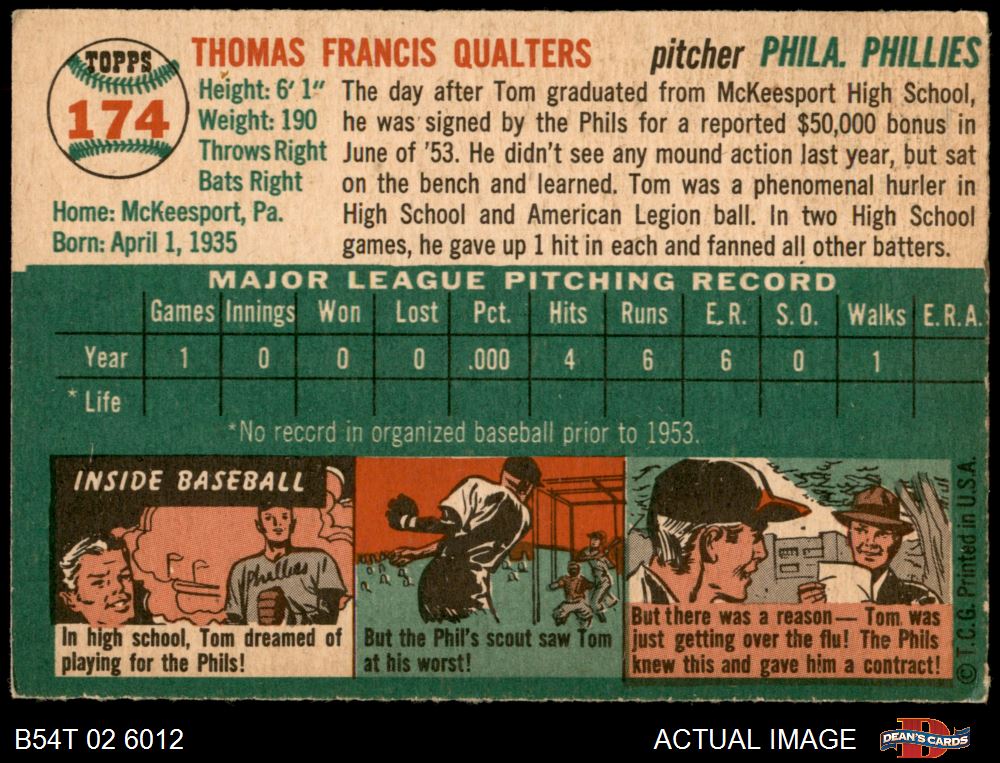 TOPPS
174
THOMAS FRANCIS QUALTERS pitcher PHILA. PHILLIES
Height: 6' 1"
Weight: 190
Throws Right
Bats Right
Home: McKeesport, Pa.
Born: April 1, 1935
The day after Tom graduated from McKeesport High School,
he was signed by the Phils for a reported $50,000 bonus in
June of '53. He didn't see any mound action last year, but sat
on the bench and learned. Tom was a phenomenal hurler in
High School and American Legion ball. In two High School
games, he gave up 1 hit in each and fanned all other batters.
MAJOR LEAGUE PITCHING RECORD
Games Innings Won Lost Pct. Hits Runs E.R. S.O. Walks E.R.A.
Year 1 0 0 0 .000 4 6 6 0 1
* Life
*No record in organized baseball prior to 1953.
INSIDE BASEBALL
Phillies
In high school, Tom dreamed of
playing for the Phils!
But the Phil's scout saw Tom
at his worst!
But there was a reason — Tom was
just getting over the flu! The Phils
knew this and gave him a contract!
© T.C.G. Printed in U.S.A.
B54T 02 6012
ACTUAL IMAGE
D
DEAN'S CARDS